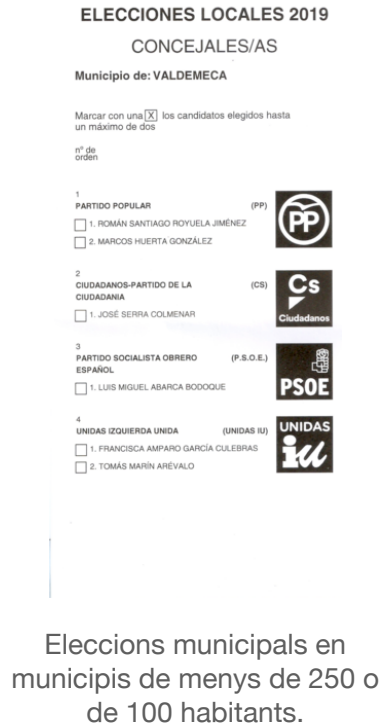 ELECCIONES LOCALES 2019
CONCEJALES/AS
Municipio de: VALDEMECA
Marcar con una X los candidatos elegidos hasta
un máximo de dos
nº de
orden
1
PARTIDO POPULAR (PP)
1. ROMÁN SANTIAGO ROYUELA JIMÉNEZ
2. MARCOS HUERTA GONZÁLEZ
PP
2
CIUDADANOS-PARTIDO DE LA (CS)
CIUDADANIA
1. JOSÉ SERRA COLMENAR
Cs
Ciudadanos
3
PARTIDO SOCIALISTA OBRERO (P.S.O.E.)
ESPAÑOL
1. LUIS MIGUEL ABARCA BODOQUE
PSOE
4
UNIDAS IZQUIERDA UNIDA (UNIDAS IU)
1. FRANCISCA AMPARO GARCÍA CULEBRAS
2. TOMÁS MARÍN ARÉVALO
UNIDAS
iu
Eleccions municipals en
municipis de menys de 250 o
de 100 habitants.